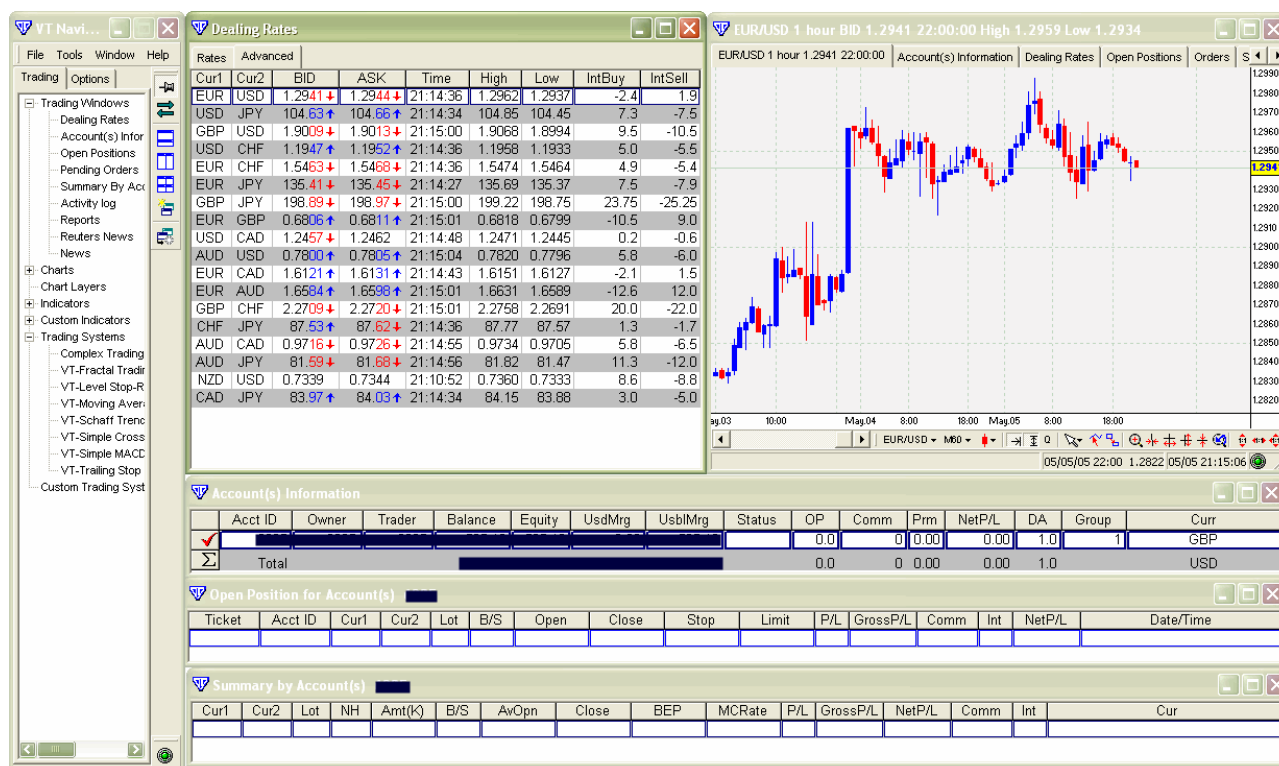 VT Navi...
File Tools Window Help
Trading Options
Trading Windows
Dealing Rates
Account(s) Infor
Open Positions
Pending Orders
Summary By Acc
Activity log
Reports
Reuters News
News
Charts
Chart Layers
Indicators
Custom Indicators
Trading Systems
Complex Trading
VT-Fractal Tradin
VT-Level Stop-R
VT-Moving Avera
VT-Schaff Trenc
VT-Simple Cross
VT-Simple MACD
VT-Trailing Stop
Custom Trading Syst
Dealing Rates
Rates Advanced
Cur1 Cur2 BID ASK Time High Low IntBuy IntSell
EUR USD 1.2941 1.2944 21:14:36 1.2962 1.2937 -2.4 1.9
USD JPY 104.63 104.66 21:14:34 104.85 104.45 7.3 -7.5
GBP USD 1.9009 1.9013 21:15:00 1.9068 1.8994 9.5 -10.5
USD CHF 1.1947 1.1952 21:14:36 1.1958 1.1933 5.0 -5.5
EUR CHF 1.5463 1.5468 21:14:36 1.5474 1.5464 4.9 -5.4
EUR JPY 135.41 135.45 21:14:27 135.69 135.37 7.5 -7.9
GBP JPY 198.89 198.97 21:15:00 199.22 198.75 23.75 -25.25
EUR GBP 0.6806 0.6811 21:15:01 0.6818 0.6799 -10.5 9.0
USD CAD 1.2457 1.2462 21:14:48 1.2471 1.2445 0.2 -0.6
AUD USD 0.7800 0.7805 21:15:04 0.7820 0.7796 5.8 -6.0
EUR CAD 1.6121 1.6131 21:14:43 1.6151 1.6127 -2.1 1.5
EUR AUD 1.6584 1.6598 21:15:01 1.6631 1.6589 -12.6 12.0
GBP CHF 2.2709 2.2720 21:15:01 2.2758 2.2691 20.0 -22.0
CHF JPY 87.53 87.62 21:14:36 87.77 87.57 1.3 -1.7
AUD CAD 0.9716 0.9726 21:14:55 0.9734 0.9705 5.8 -6.5
AUD JPY 81.59 81.68 21:14:56 81.82 81.47 11.3 -12.0
NZD USD 0.7339 0.7344 21:10:52 0.7360 0.7333 8.6 -8.8
CAD JPY 83.97 84.03 21:14:34 84.15 83.88 3.0 -5.0
EUR/USD 1 hour BID 1.2941 22:00:00 High 1.2959 Low 1.2934
EUR/USD 1 hour 1.2941 22:00:00 Account(s) Information Dealing Rates Open Positions Orders S
1.2990
1.2980
1.2970
1.2960
1.2950
1.294
1.2930
1.2920
1.2910
1.2900
1.2890
1.2880
1.2870
1.2860
1.2850
1.2840
1.2830
1.2820
ay.03 10:00 May.04 8:00 18:00 May.05 8:00 18:00
EUR/USD M60
05/05/05 22:00 1.2822 05/05 21:15:06
Account(s) Information
Acct ID Owner Trader Balance Equity UsdMrg UsblMrg Status OP Comm Prm NetP/L DA Group Curr
0.0 0 0.00 0.00 1.0 1 GBP
Σ Total 0.0 0 0.00 0.00 1.0 USD
Open Position for Account(s)
Ticket Acct ID Cur1 Cur2 Lot B/S Open Close Stop Limit P/L GrossP/L Comm Int NetP/L Date/Time
Summary by Account(s)
Cur1 Cur2 Lot NH Amt(K) B/S AvOpn Close BEP MCRate P/L GrossP/L NetP/L Comm Int Cur